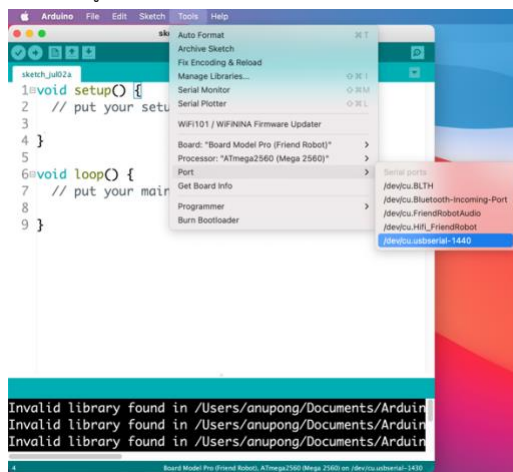 Arduino File Edit Sketch Tools Help
sk
sketch_jul02a
1 void setup() {
2 // put your setu
3
4 }
5
6 void loop() {
7 // put your mair
8
9 }
Auto Format ⌘T
Archive Sketch
Fix Encoding & Reload
Manage Libraries... ⇧⌘I
Serial Monitor ⇧⌘M
Serial Plotter ⇧⌘L
WiFi101 / WiFiNINA Firmware Updater
Board: "Board Model Pro (Friend Robot)"
Processor: "ATmega2560 (Mega 2560)"
Port
Get Board Info
Programmer
Burn Bootloader
Serial ports
/dev/cu.BLTH
/dev/cu.Bluetooth-Incoming-Port
/dev/cu.FriendRobotAudio
/dev/cu.Hifi_FriendRobot
/dev/cu.usbserial-1440
Invalid library found in /Users/anupong/Documents/Arduin
Invalid library found in /Users/anupong/Documents/Arduin
Invalid library found in /Users/anupong/Documents/Arduin
4 Board Model Pro (Friend Robot), ATmega2560 (Mega 2560) on /dev/cu.usbserial-1430